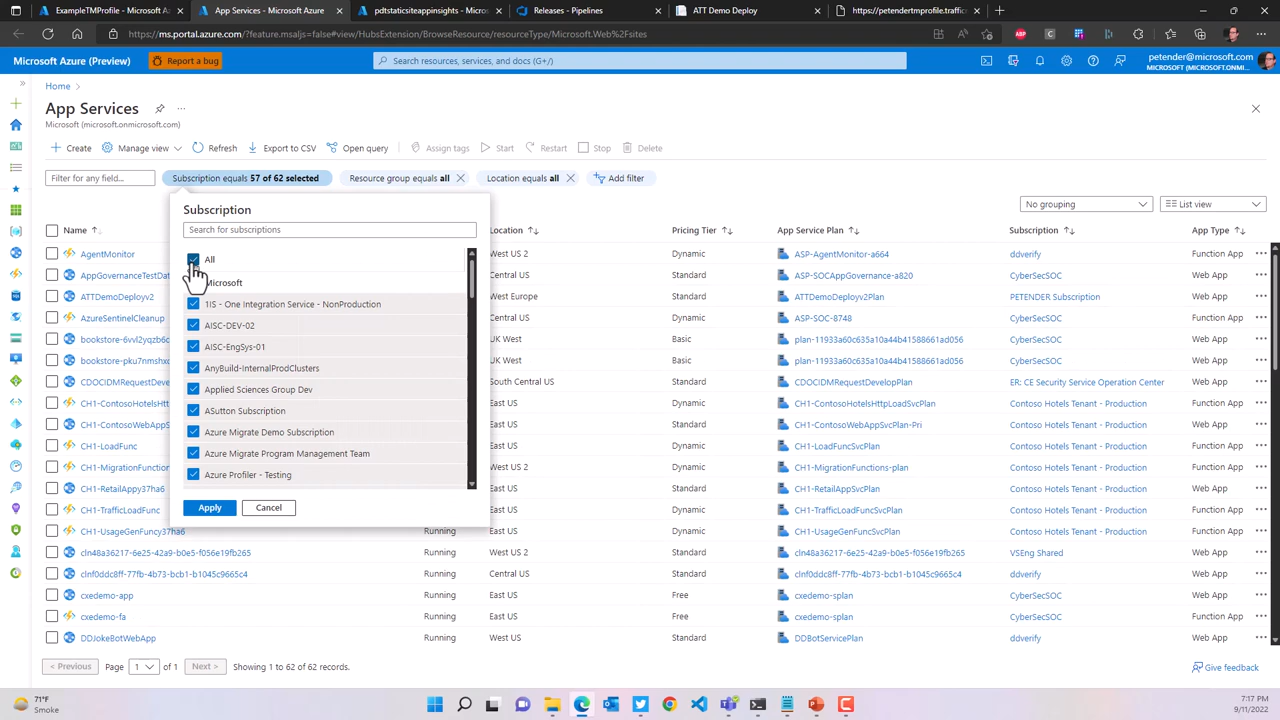 ExampleTMProfile - Microsoft A
App Services - Microsoft Azure
pdtstaticsiteappinsights - Micros
Releases - Pipelines
ATT Demo Deploy
https://petendertmprofile.traffic
https://ms.portal.azure.com/?feature.msaljs=true#view/HubsExtension/BrowseResource/resourceType/Microsoft.Web%2Fsites
Microsoft Azure (Preview)
Report a bug
Search resources, services, and docs (G+/)
petender@microsoft.com
MICROSOFT (MICROSOFT.ONMI...
Home
App Services
Microsoft (microsoft.onmicrosoft.com)
Create Manage view Refresh Export to CSV Open query Assign tags Start Restart Stop Delete
Filter for any field... Subscription equals 57 of 62 selected Resource group equals all Location equals all Add filter
No grouping List view
Subscription
Search for subscriptions
All
Microsoft
1IS - One Integration Service - NonProduction
AISC-DEV-02
AISC-EngSys-01
AnyBuild-InternalProdClusters
Applied Sciences Group Dev
ASutton Subscription
Azure Migrate Demo Subscription
Azure Migrate Program Management Team
Azure Profiler - Testing
Apply Cancel
Name Location Pricing Tier App Service Plan Subscription App Type
AgentMonitor West US 2 Dynamic ASP-AgentMonitor-a664 ddverify Function App
AppGovernanceTestDat Central US Dynamic ASP-SOCAppGovernance-a820 CyberSecSOC Web App
ATTDemoDeployv2 West Europe Standard ATTDemoDeployv2Plan PETENDER Subscription Web App
AzureSentinelCleanup Central US Dynamic ASP-SOC-8748 CyberSecSOC Function App
bookstore-6vvl2yqzb6 UK West Basic plan-11933a60c635a10a44b41588661ad056 CyberSecSOC Web App
bookstore-pku7nmshx UK West Basic plan-11933a60c635a10a44b41588661ad056 CyberSecSOC Web App
CDOCIDMRequestDevelop South Central US Dynamic CDOCIDMRequestDevelopPlan ER: CE Security Service Operation Center Web App
CH1-ContosoHotelsHt East US Dynamic CH1-ContosoHotelsHttpLoadSvcPlan Contoso Hotels Tenant - Production Function App
CH1-ContosoWebAppS East US Standard CH1-ContosoWebAppSvcPlan-Pri Contoso Hotels Tenant - Production Web App
CH1-LoadFunc East US Dynamic CH1-LoadFuncSvcPlan Contoso Hotels Tenant - Production Function App
CH1-MigrationFunction West US 2 Dynamic CH1-MigrationFunctions-plan Contoso Hotels Tenant - Production Function App
CH1-RetailAppy37ha6 East US Standard CH1-RetailAppSvcPlan Contoso Hotels Tenant - Production Web App
CH1-TrafficLoadFunc East US Dynamic CH1-TrafficLoadFuncSvcPlan Contoso Hotels Tenant - Production Function App
CH1-UsageGenFuncy37ha6 Running East US Dynamic CH1-UsageGenFuncSvcPlan Contoso Hotels Tenant - Production Function App
cln48a36217-6e25-42a9-b0e5-f056e19fb265 Running West US 2 Standard cln48a36217-6e25-42a9-b0e5-f056e19fb265 VSEng Shared Web App
clnf0ddc8ff-77fb-4b73-bcb1-b1045c9665c4 Running Central US Standard clnf0ddc8ff-77fb-4b73-bcb1-b1045c9665c4 ddverify Web App
cxedemo-app Running East US Free cxedemo-splan CyberSecSOC Web App
cxedemo-fa Running East US Free cxedemo-splan CyberSecSOC Function App
DDJokeBotWebApp Running West US Standard DDBotServicePlan ddverify Web App
< Previous Page 1 of 1 Next > Showing 1 to 62 of 62 records.
Give feedback
71°F
Smoke
7:17 PM
9/11/2022